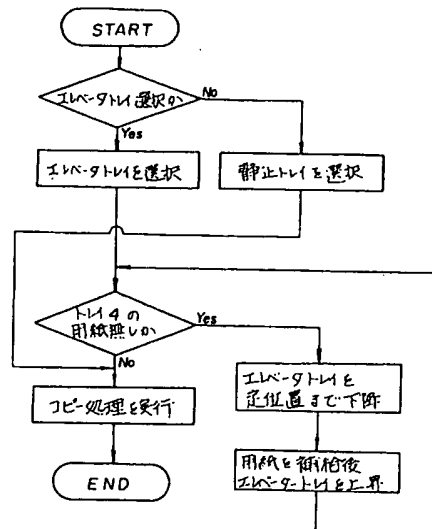 START
エレベータトレイ選択か
No
Yes
エレベータトレイを選択
静止トレイを選択
トレイ4の
用紙無しか
Yes
No
エレベータトレイを
定位置まで下降
コピー処理を実行
用紙を補給後
エレベータートレイを上昇
END